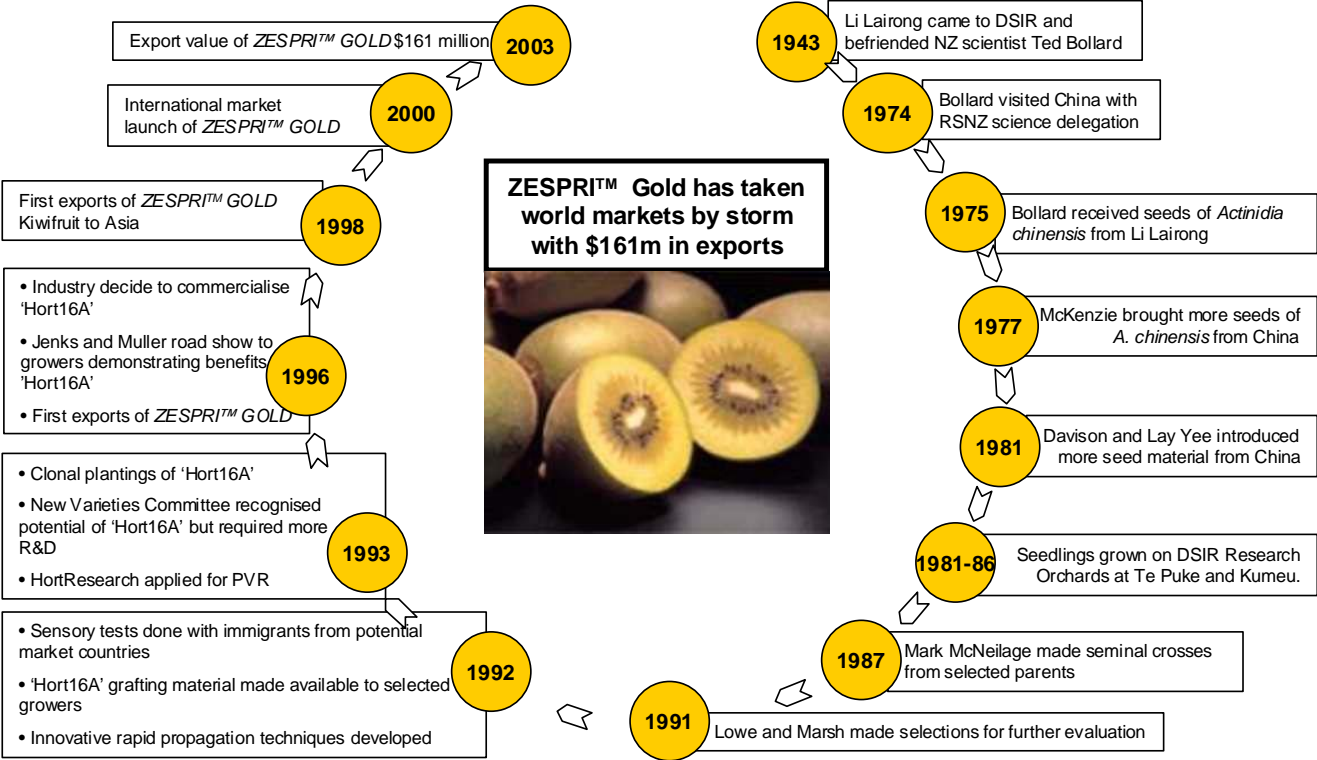 1943
Li Lairong came to DSIR and
befriended NZ scientist Ted Bollard
1974
Bollard visited China with
RSNZ science delegation
1975
Bollard received seeds of Actinidia
chinensis from Li Lairong
1977
McKenzie brought more seeds of
A. chinensis from China
1981
Davison and Lay Yee introduced
more seed material from China
1981-86
Seedlings grown on DSIR Research
Orchards at Te Puke and Kumeu.
1987
Mark McNeilage made seminal crosses
from selected parents
1991
Lowe and Marsh made selections for further evaluation
1992
• Sensory tests done with immigrants from potential
market countries
• ‘Hort16A’ grafting material made available to selected
growers
• Innovative rapid propagation techniques developed
1993
• Clonal plantings of ‘Hort16A’
• New Varieties Committee recognised
potential of ‘Hort16A’ but required more
R&D
• HortResearch applied for PVR
1996
• Industry decide to commercialise
‘Hort16A’
• Jenks and Muller road show to
growers demonstrating benefits
’Hort16A’
• First exports of ZESPRI™ GOLD
1998
First exports of ZESPRI™ GOLD
Kiwifruit to Asia
2000
International market
launch of ZESPRI™ GOLD
2003
Export value of ZESPRI™ GOLD $161 million
ZESPRI™ Gold has taken
world markets by storm
with $161m in exports